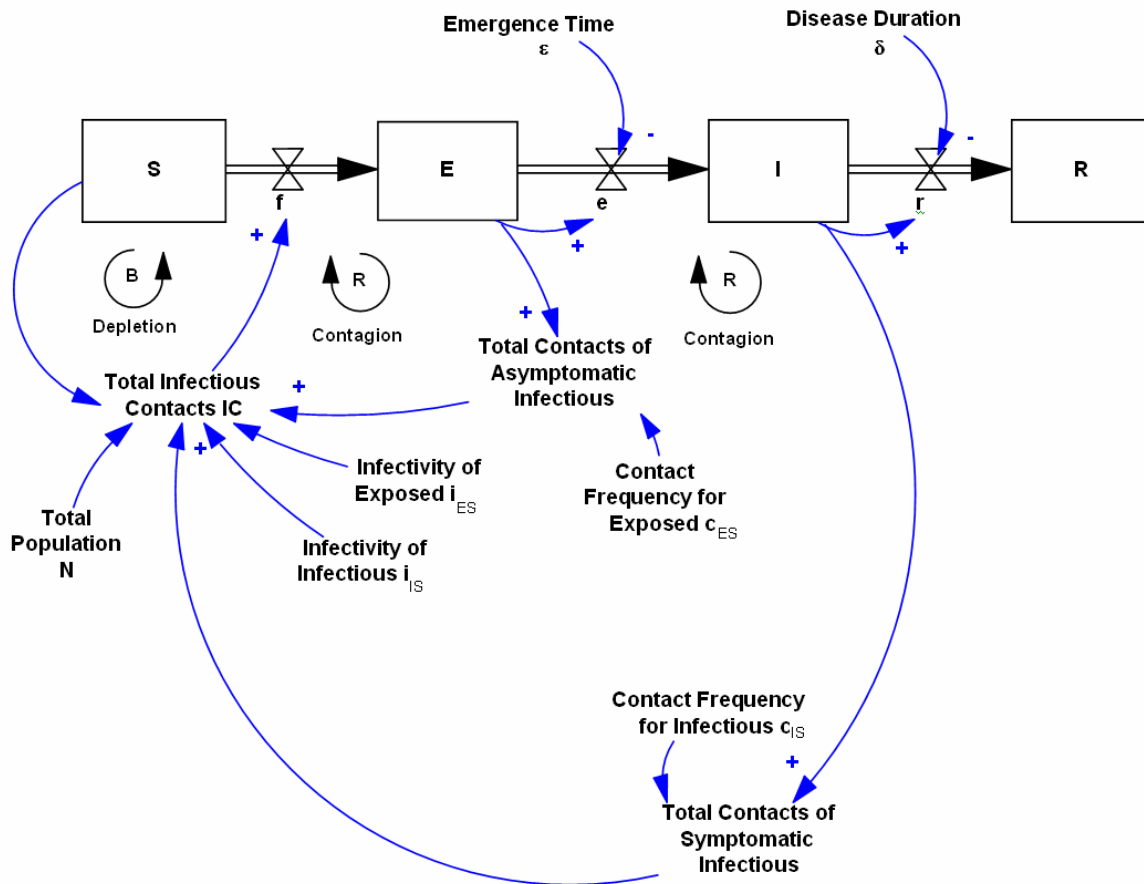 Emergence Time
ε
Disease Duration
δ
-
-
S
E
I
R
f
e
r
+
+
+
B
Depletion
R
Contagion
R
Contagion
+
Total Contacts of
Asymptomatic
Infectious
Total Infectious
Contacts IC
+
+
Infectivity of
Exposed iES
Contact
Frequency for
Exposed cES
Total
Population
N
Infectivity of
Infectious iIS
Contact Frequency
for Infectious cIS
+
Total Contacts of
Symptomatic
Infectious